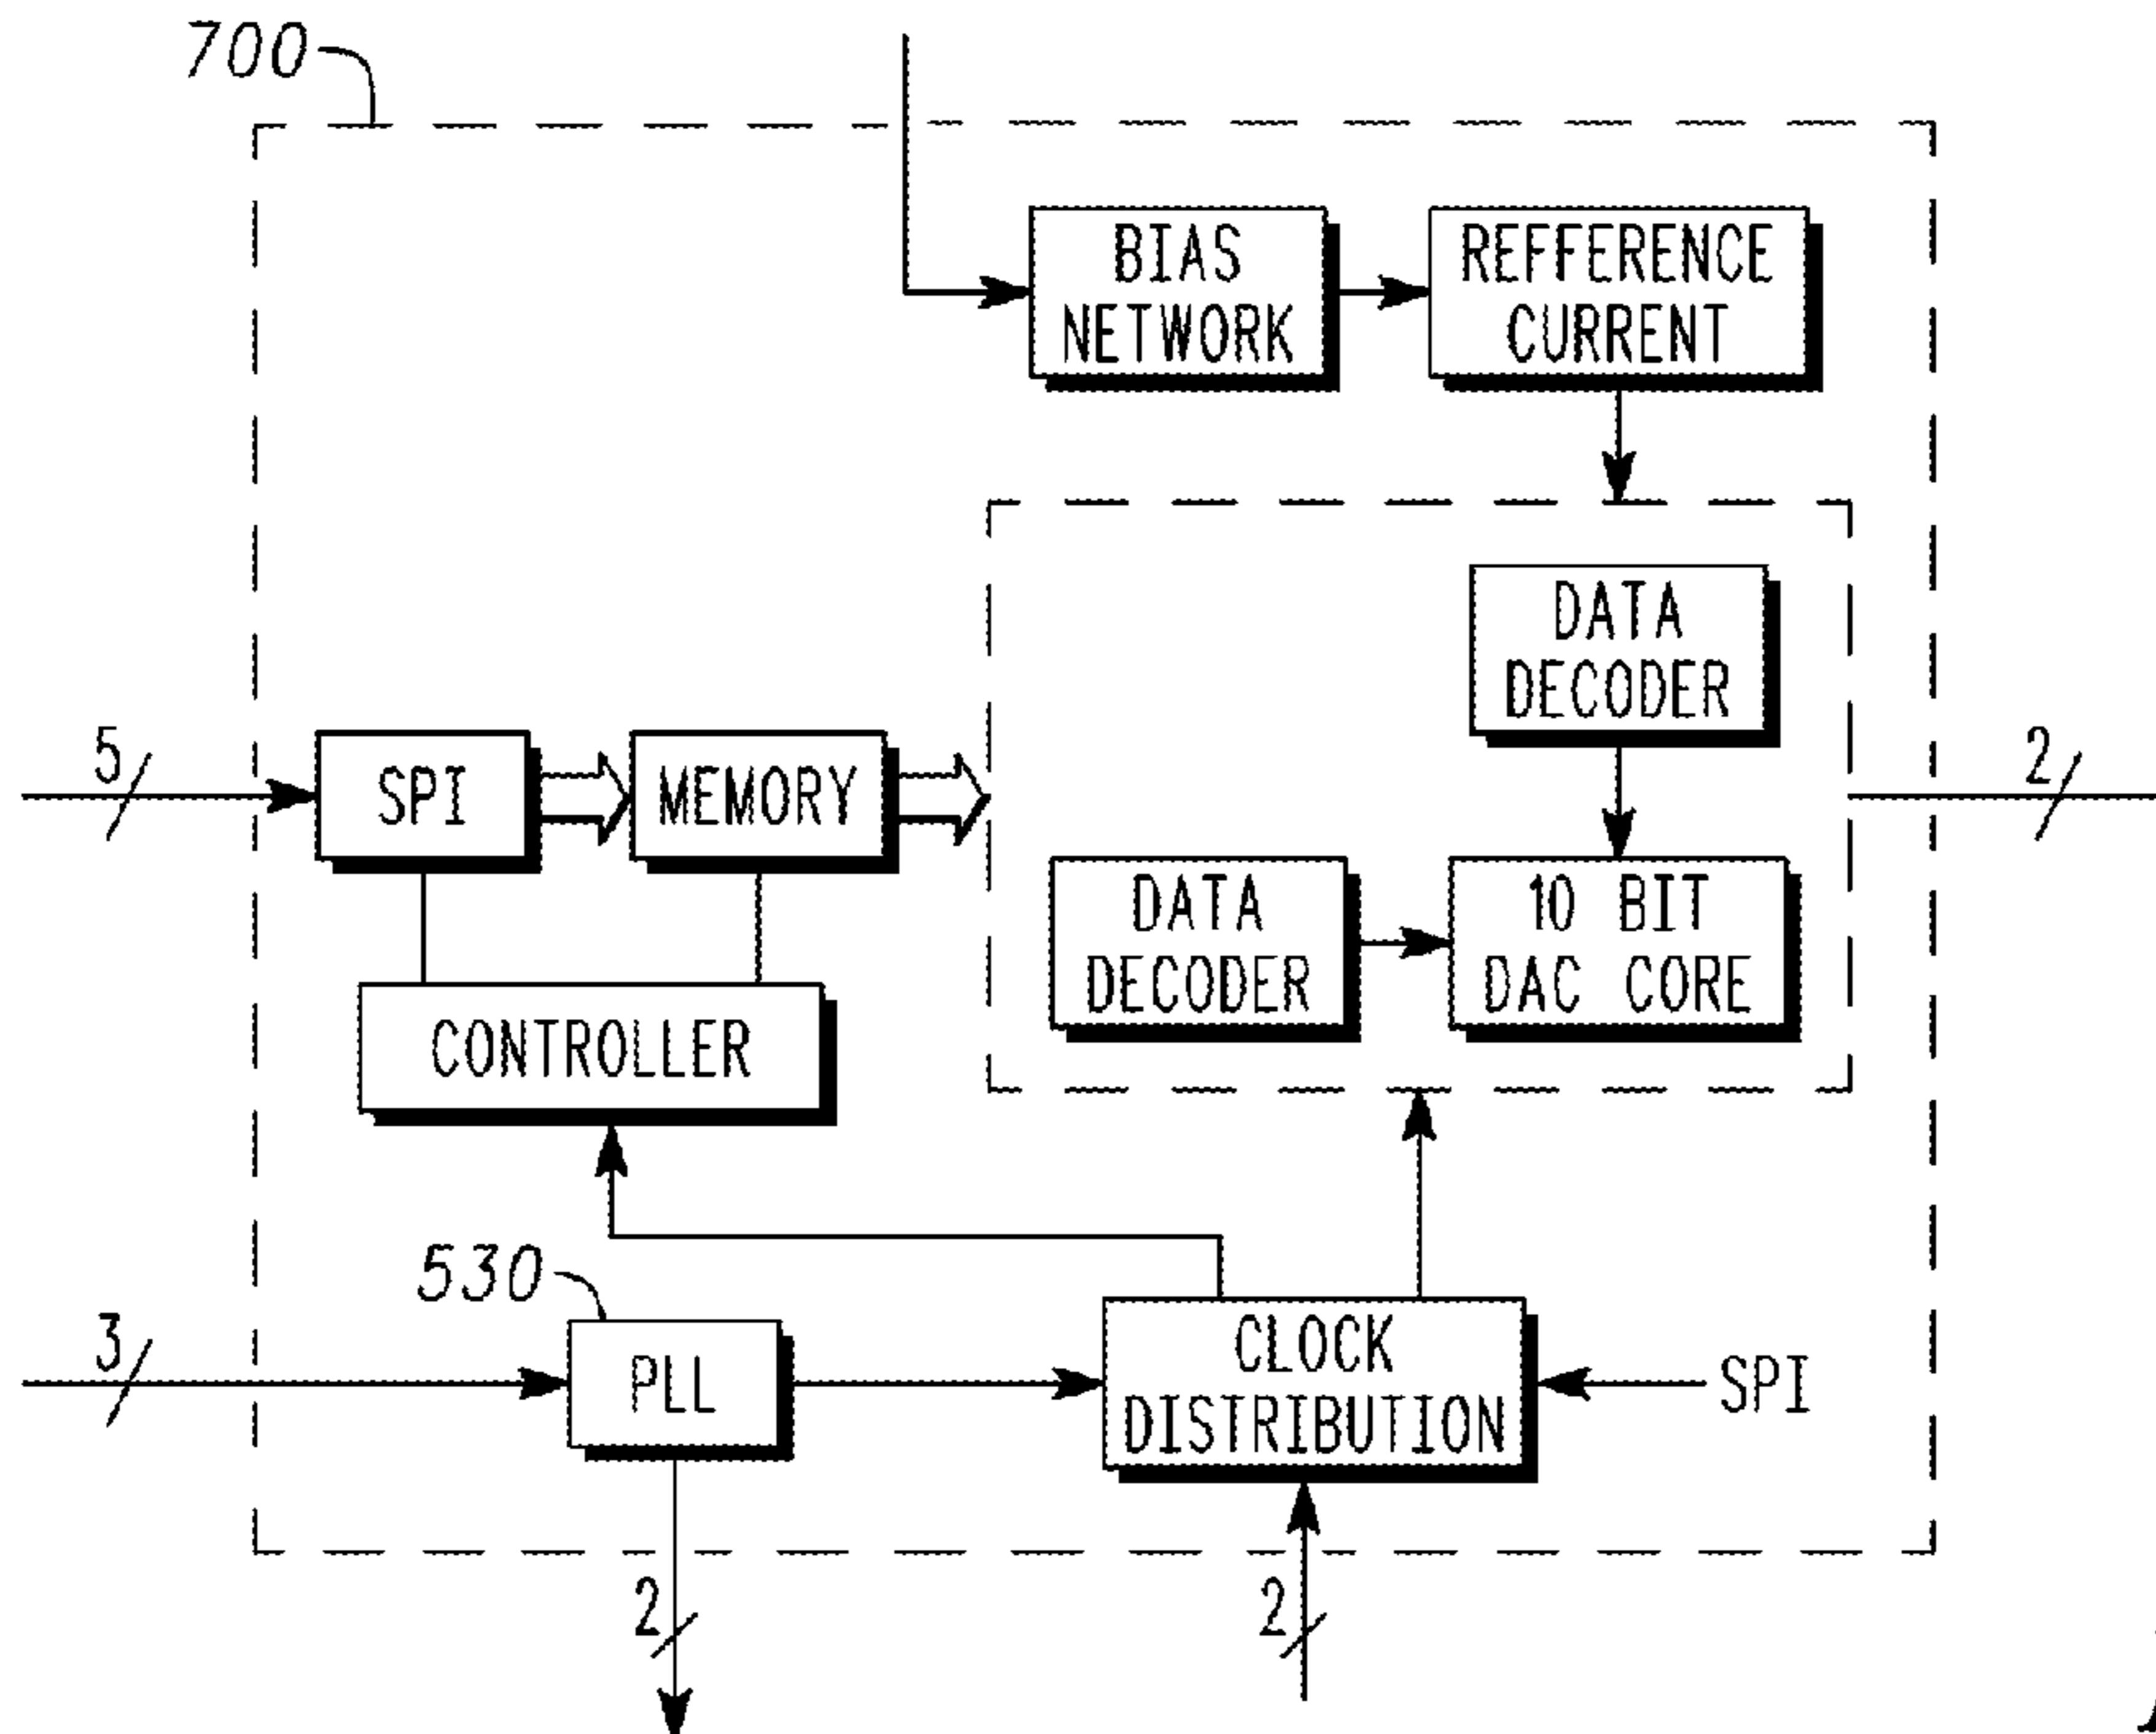 700
BIAS
NETWORK
REFFERENCE
CURRENT
DATA
DECODER
5
SPI
MEMORY
2
DATA
DECODER
10 BIT
DAC CORE
CONTROLLER
530
3
PLL
CLOCK
DISTRIBUTION
SPI
2
2